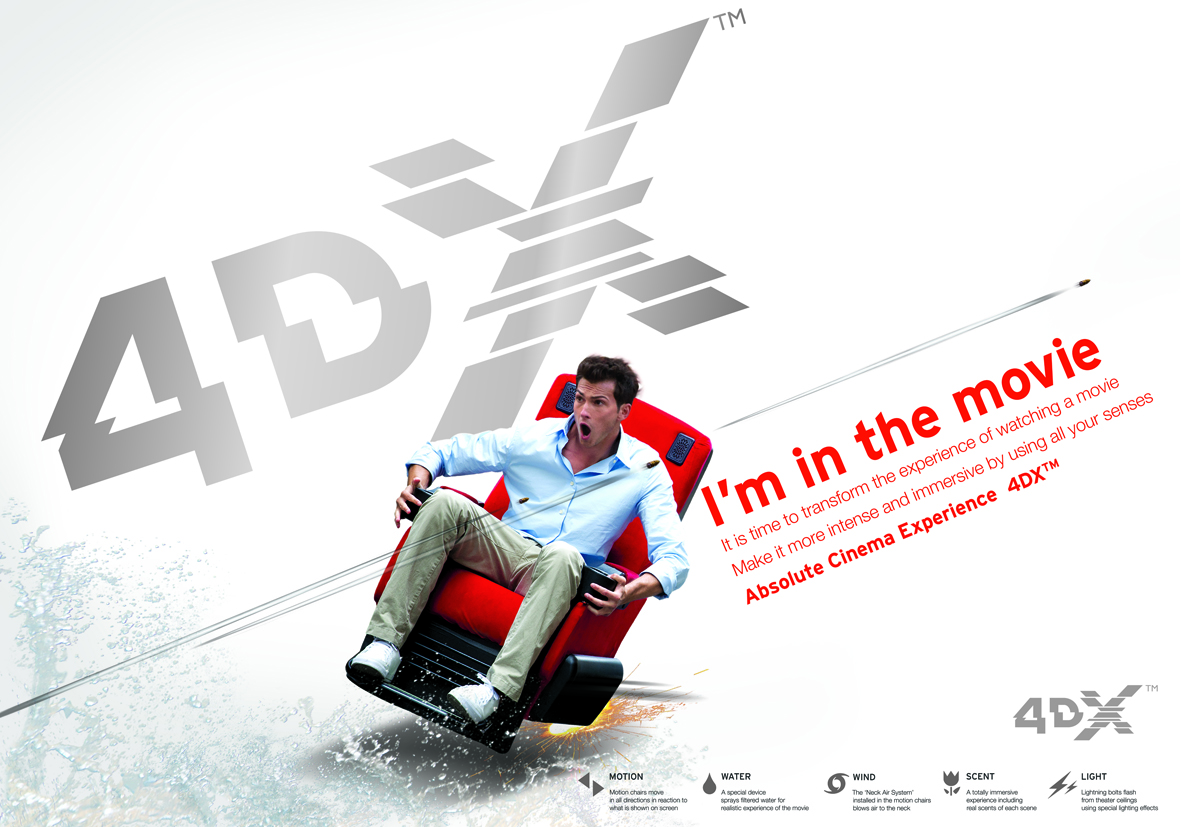 4DX™
I'm in the movie
It is time to transform the experience of watching a movie
Make it more intense and immersive by using all your senses
Absolute Cinema Experience 4DX™
4DX™
MOTION
Motion chairs move
in all directions in reaction to
what is shown on screen
WATER
A special device
sprays filtered water for
realistic experience of the movie
WIND
The 'Neck Air System'
installed in the motion chairs
blows air to the neck
SCENT
A totally immersive
experience including
real scents of each scene
LIGHT
Lightning bolts flash
from theater ceilings
using special lighting effects